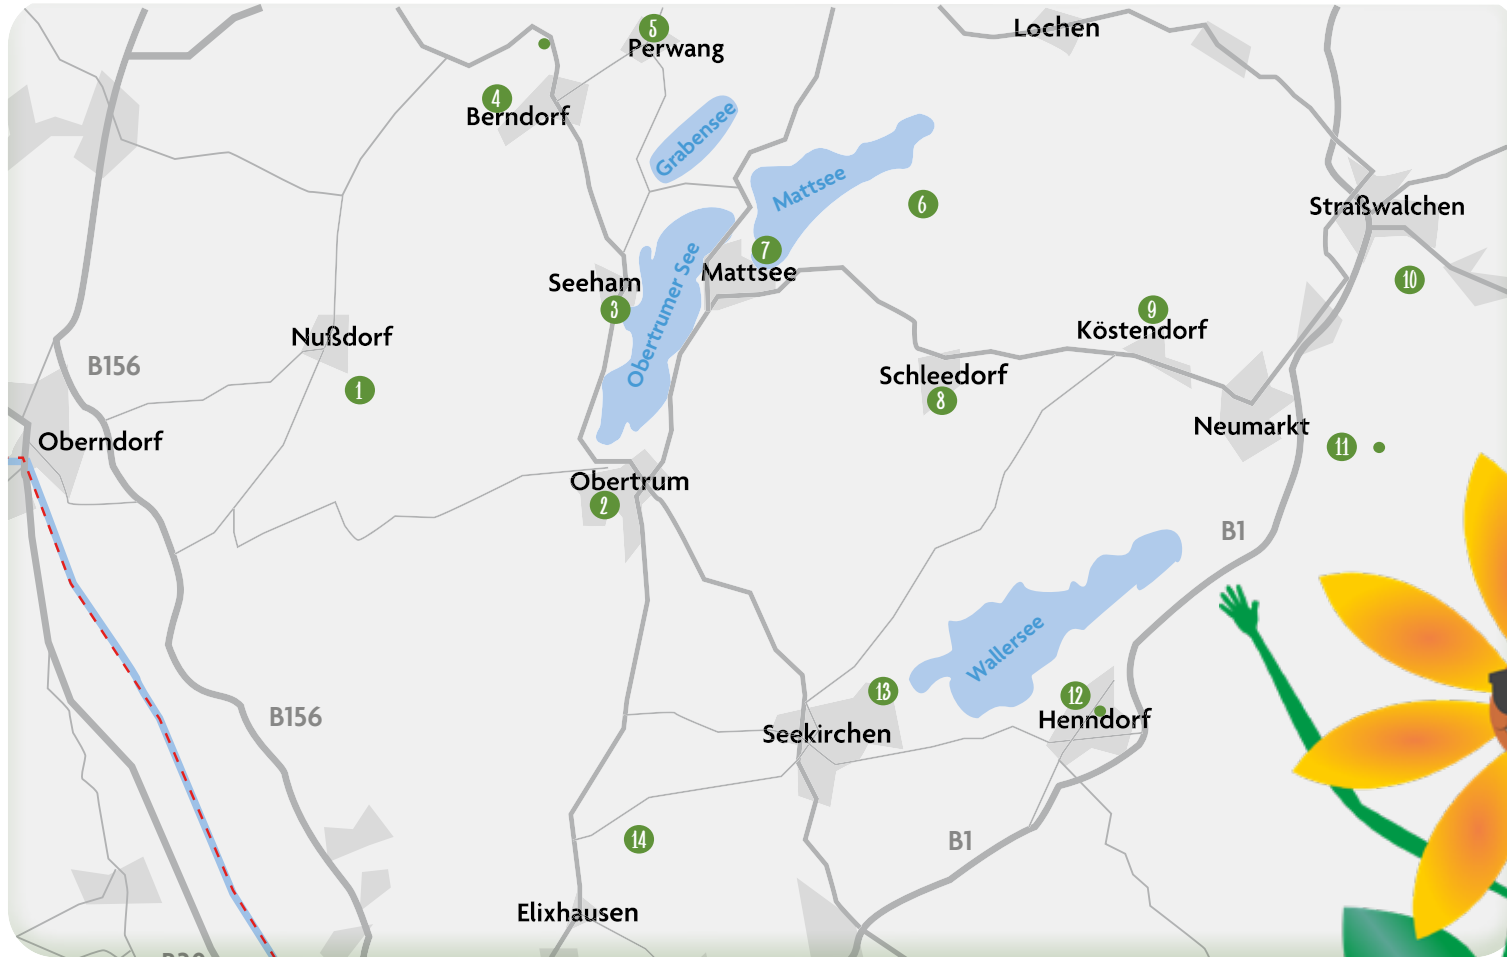 Lochen
5
Perwang
4
Berndorf
Grabensee
Mattsee
6
Straßwalchen
7
Mattsee
Seeham
3
Obertrumer See
10
Nußdorf
9
Köstendorf
B156
1
Schleedorf
8
Neumarkt
11
Oberndorf
Obertrum
2
B1
Wallersee
13
12
Henndorf
B156
Seekirchen
14
B1
Elixhausen